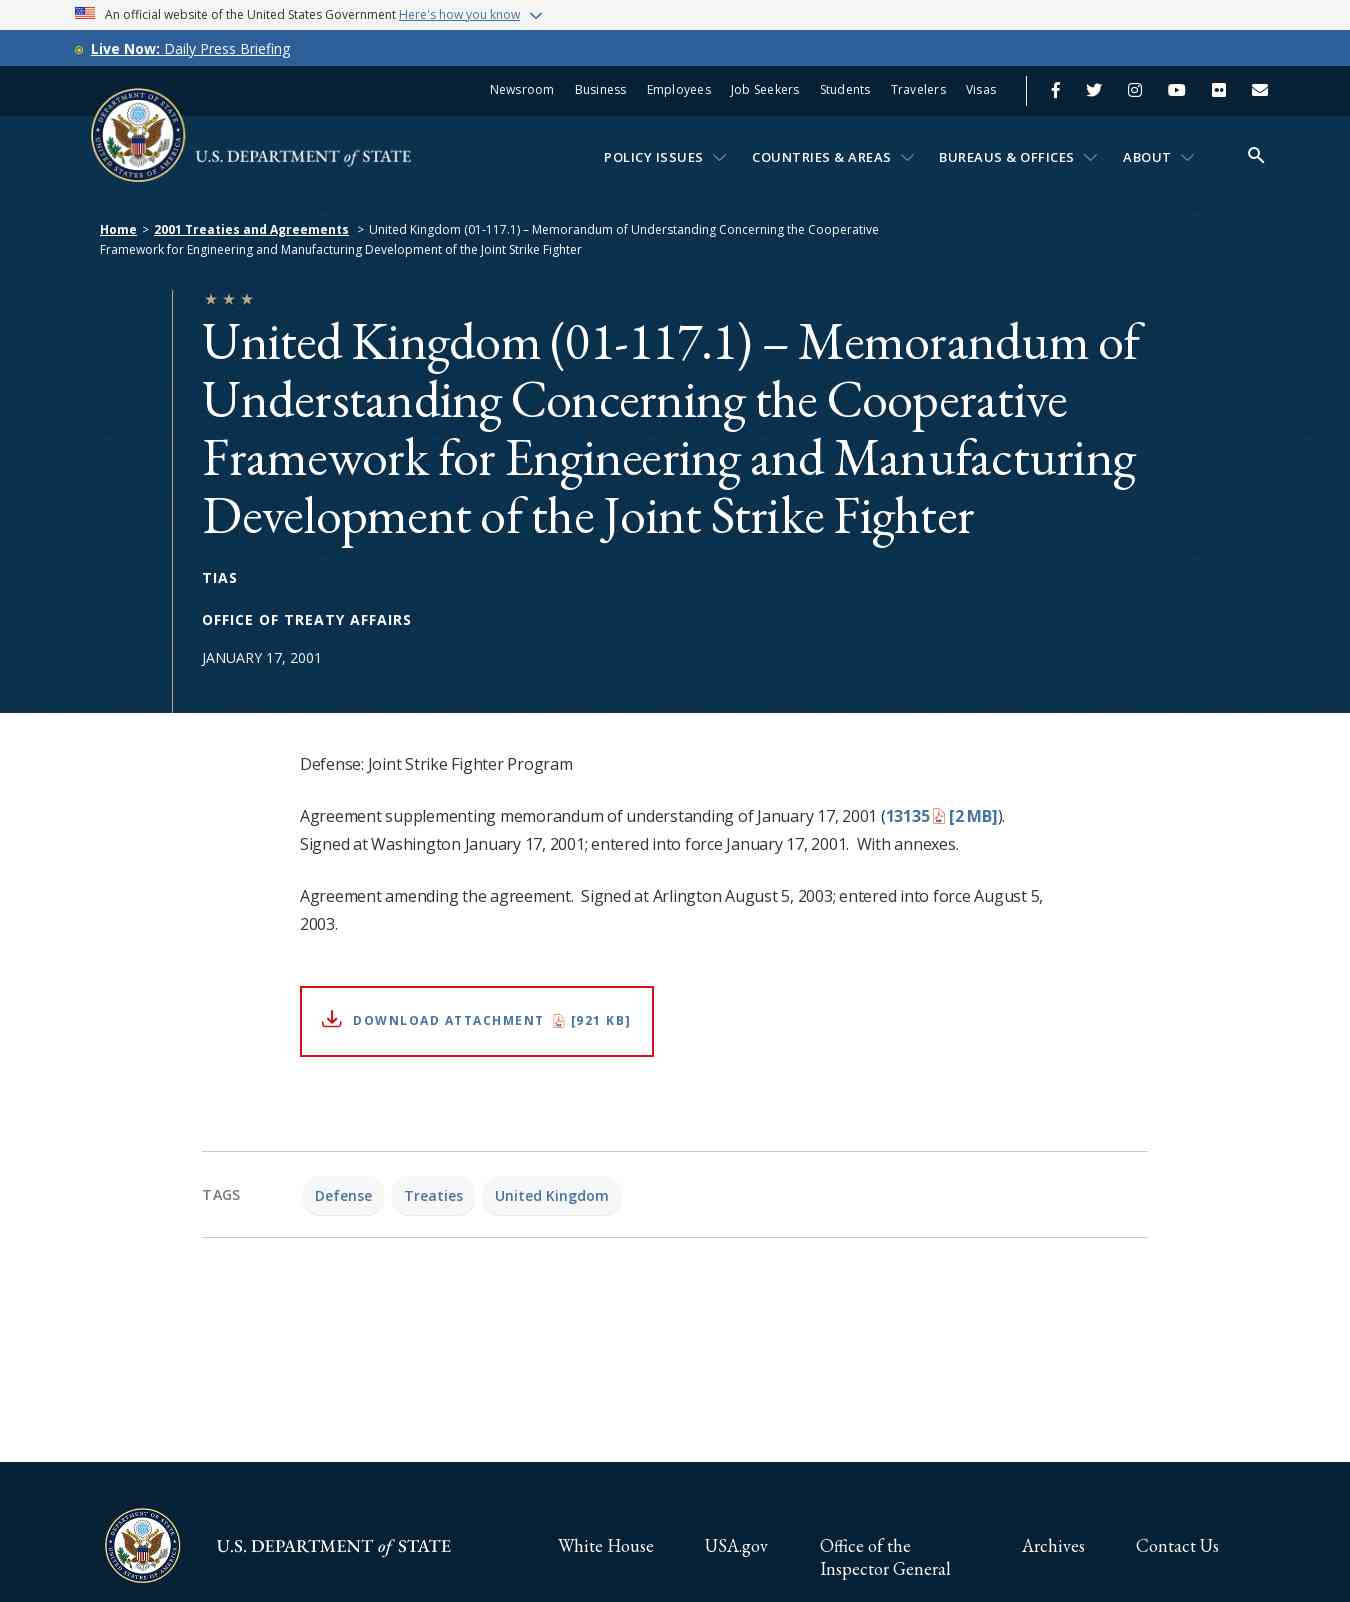 An official website of the United States Government Here's how you know
Live Now: Daily Press Briefing
Newsroom Business Employees Job Seekers Students Travelers Visas
U.S. DEPARTMENT of STATE
POLICY ISSUES COUNTRIES & AREAS BUREAUS & OFFICES ABOUT
Home > 2001 Treaties and Agreements > United Kingdom (01-117.1) – Memorandum of Understanding Concerning the Cooperative
Framework for Engineering and Manufacturing Development of the Joint Strike Fighter
United Kingdom (01-117.1) – Memorandum of
Understanding Concerning the Cooperative
Framework for Engineering and Manufacturing
Development of the Joint Strike Fighter
TIAS
OFFICE OF TREATY AFFAIRS
JANUARY 17, 2001
Defense: Joint Strike Fighter Program
Agreement supplementing memorandum of understanding of January 17, 2001 (13135 [2 MB]).
Signed at Washington January 17, 2001; entered into force January 17, 2001.  With annexes.
Agreement amending the agreement.  Signed at Arlington August 5, 2003; entered into force August 5,
2003.
DOWNLOAD ATTACHMENT [921 KB]
TAGS Defense Treaties United Kingdom
DEPARTMENT OF STATE
UNITED STATES OF AMERICA
U.S. DEPARTMENT of STATE
White House USA.gov Office of the Archives Contact Us
Inspector General